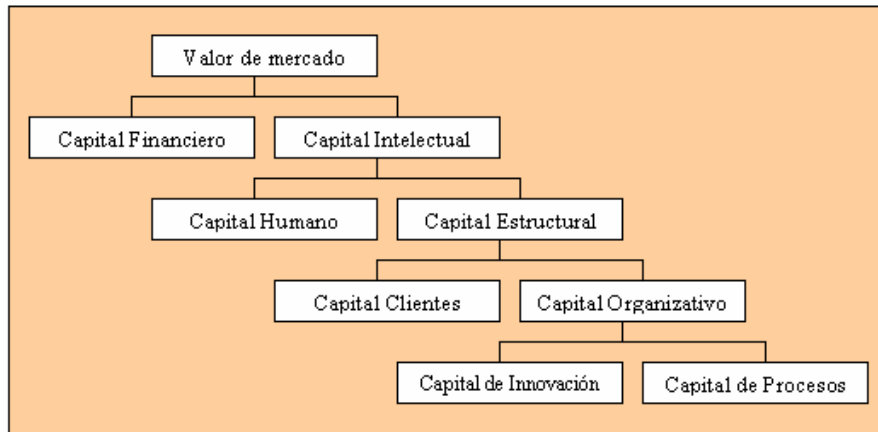 Valor de mercado
Capital Financiero
Capital Intelectual
Capital Humano
Capital Estructural
Capital Clientes
Capital Organizativo
Capital de Innovación
Capital de Procesos